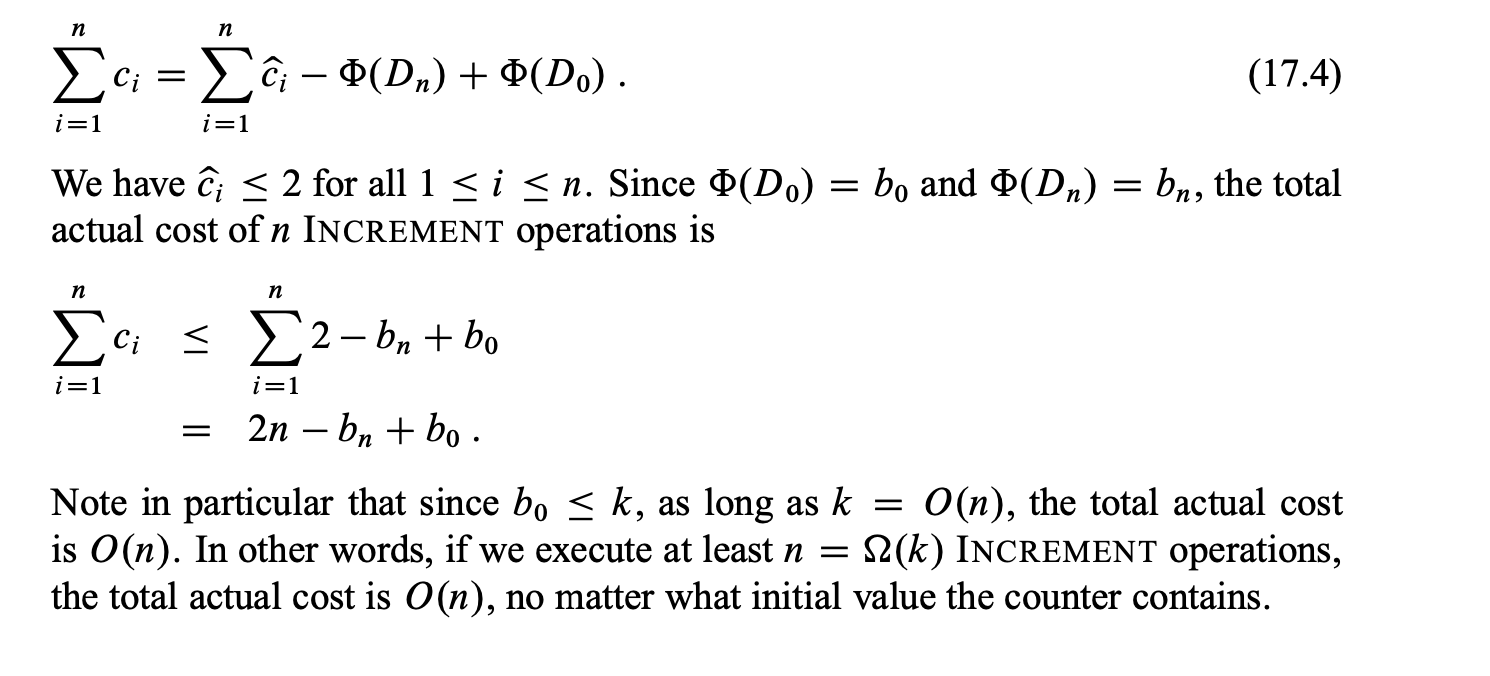 $\sum_{i=1}^{n} c_i = \sum_{i=1}^{n} \hat{c}_i - \Phi(D_n) + \Phi(D_0)$ . (17.4)
We have $\hat{c}_i \leq 2$ for all $1 \leq i \leq n$. Since $\Phi(D_0) = b_0$ and $\Phi(D_n) = b_n$, the total
actual cost of $n$ INCREMENT operations is
$\sum_{i=1}^{n} c_i \leq \sum_{i=1}^{n} 2 - b_n + b_0$
$= 2n - b_n + b_0$ .
Note in particular that since $b_0 \leq k$, as long as $k = O(n)$, the total actual cost
is $O(n)$. In other words, if we execute at least $n = \Omega(k)$ INCREMENT operations,
the total actual cost is $O(n)$, no matter what initial value the counter contains.